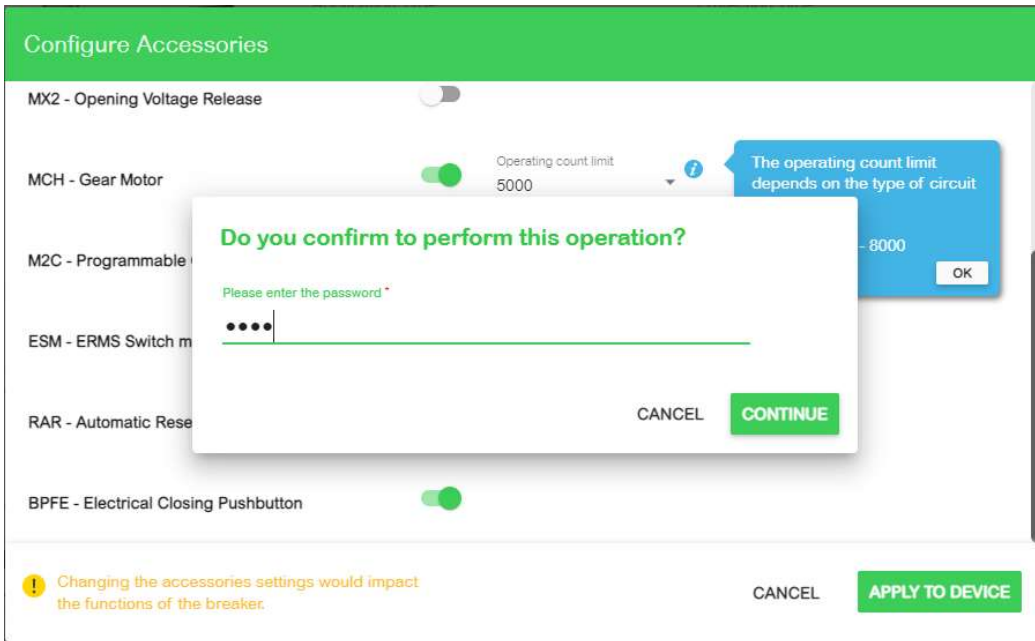 Configure Accessories
MX2 - Opening Voltage Release
MCH - Gear Motor
Operating count limit
5000
The operating count limit
depends on the type of circuit
- 8000
OK
Do you confirm to perform this operation?
Please enter the password *
••••
CANCEL
CONTINUE
M2C - Programmable
ESM - ERMS Switch
RAR - Automatic
BPFE - Electrical Closing Pushbutton
! Changing the accessories settings would impact
the functions of the breaker.
CANCEL
APPLY TO DEVICE